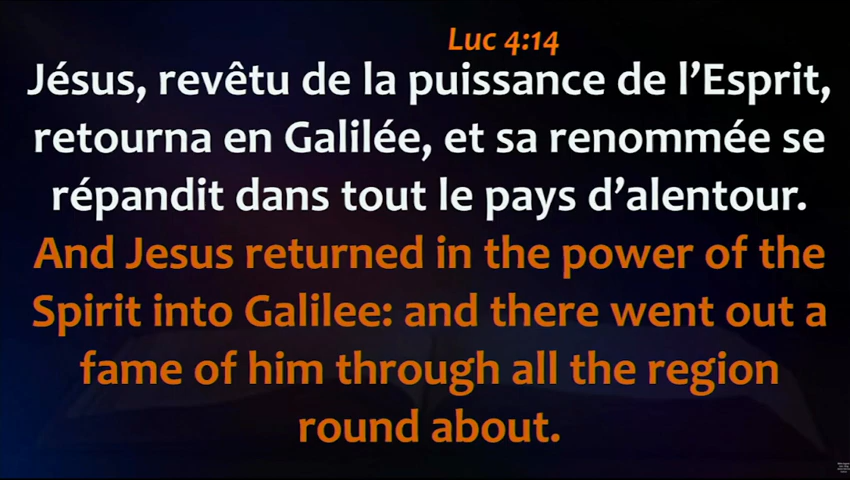 Luc 4:14
Jésus, revêtu de la puissance de l’Esprit,
retourna en Galilée, et sa renommée se
répandit dans tout le pays d’alentour.
And Jesus returned in the power of the
Spirit into Galilee: and there went out a
fame of him through all the region
round about.